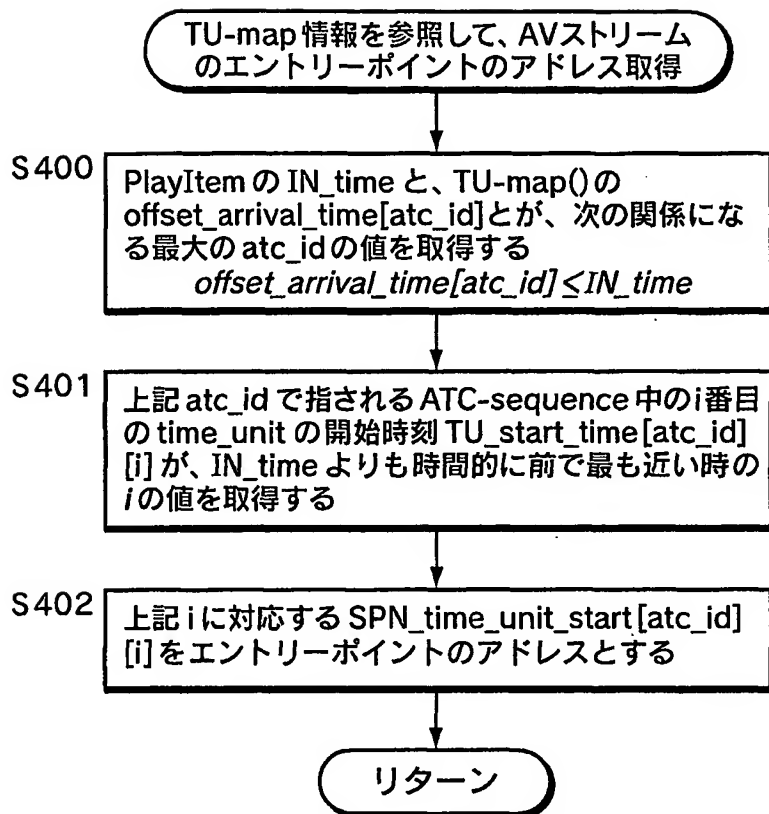 TU-map 情報を参照して、AVストリーム
のエントリーポイントのアドレス取得
S400
PlayItem の IN_time と、TU-map()の
offset_arrival_time[atc_id]とが、次の関係にな
る最大の atc_id の値を取得する
offset_arrival_time[atc_id]≤IN_time
S401
上記 atc_id で指される ATC-sequence 中のi番目
の time_unit の開始時刻 TU_start_time[atc_id]
[i]が、IN_time よりも時間的に前で最も近い時の
iの値を取得する
S402
上記 i に対応する SPN_time_unit_start[atc_id]
[i]をエントリーポイントのアドレスとする
リターン